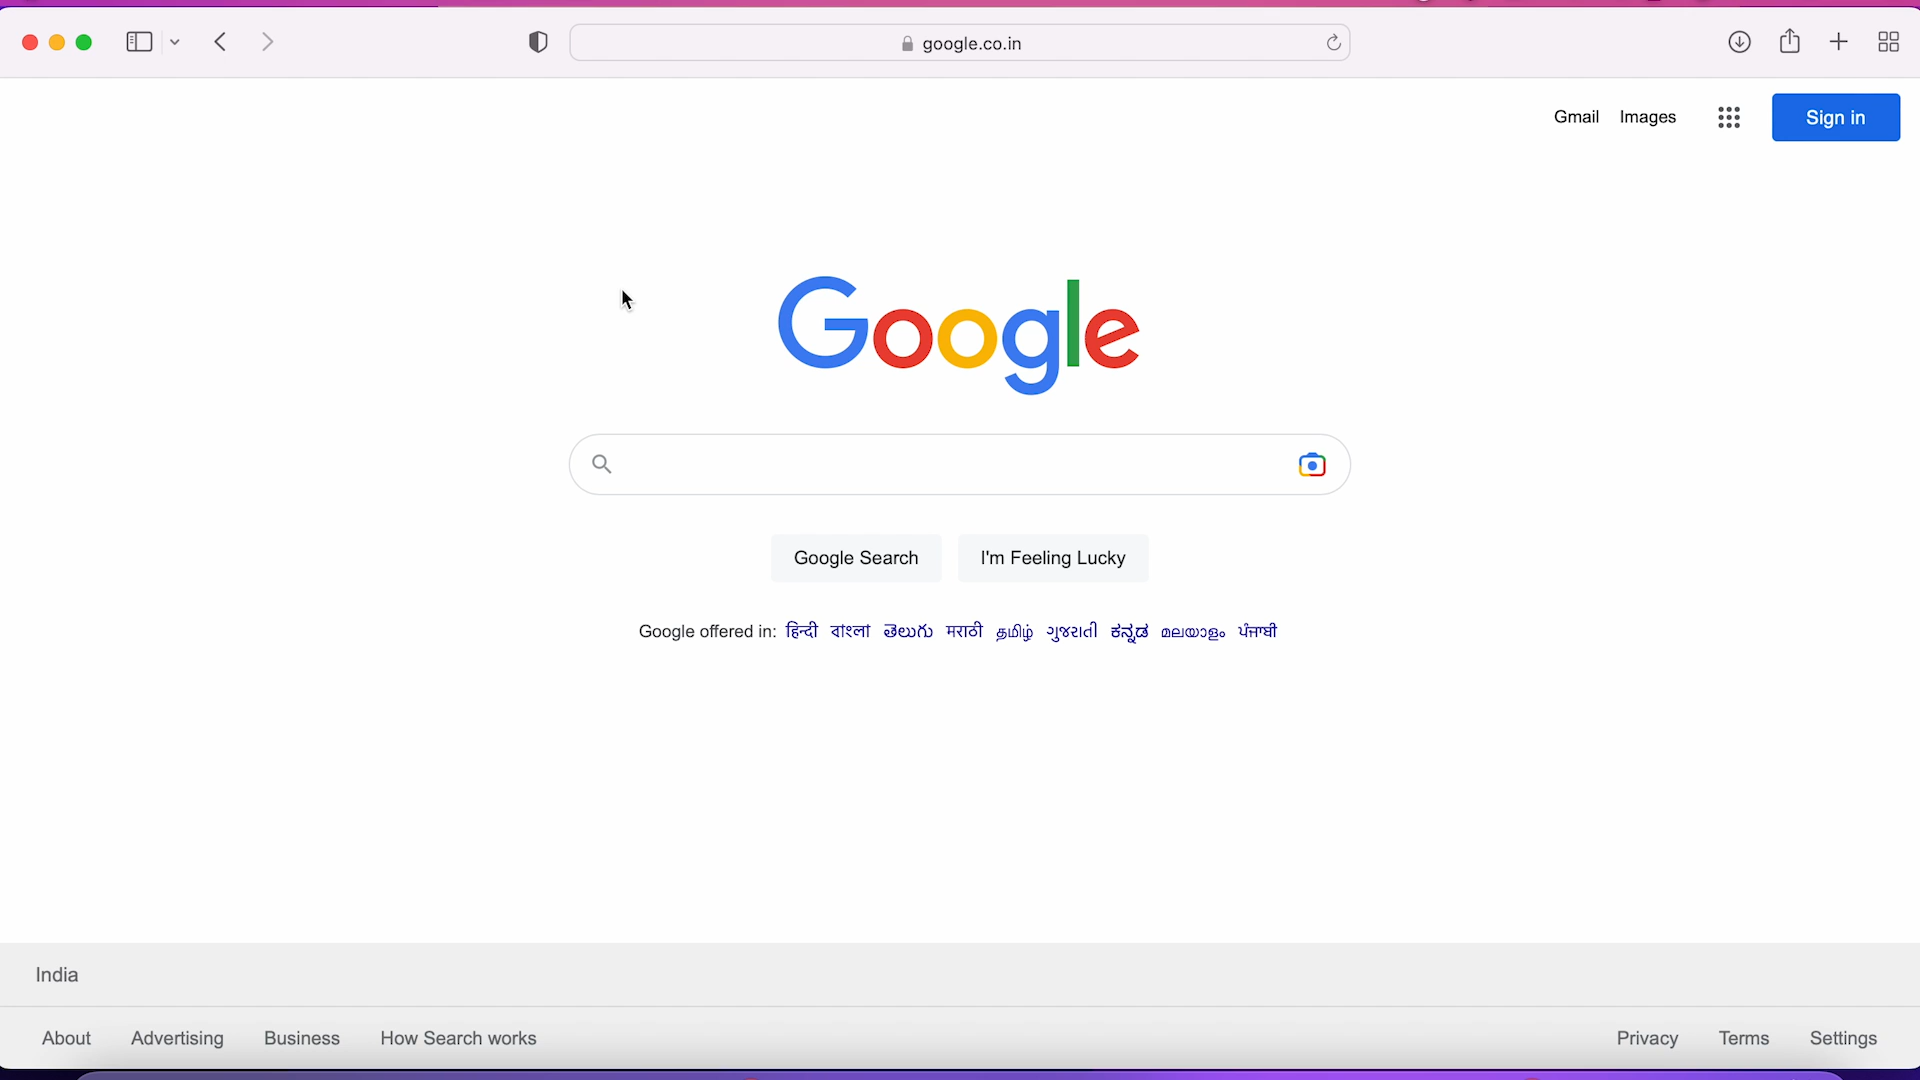 google.co.in
Gmail Images Sign in
Google
Google Search I'm Feeling Lucky
Google offered in: हिन्दी বাংলা తెలుగు मराठी தமிழ் ગુજરાતી ಕನ್ನಡ മലയാളം ਪੰਜਾਬੀ
India
About Advertising Business How Search works Privacy Terms Settings